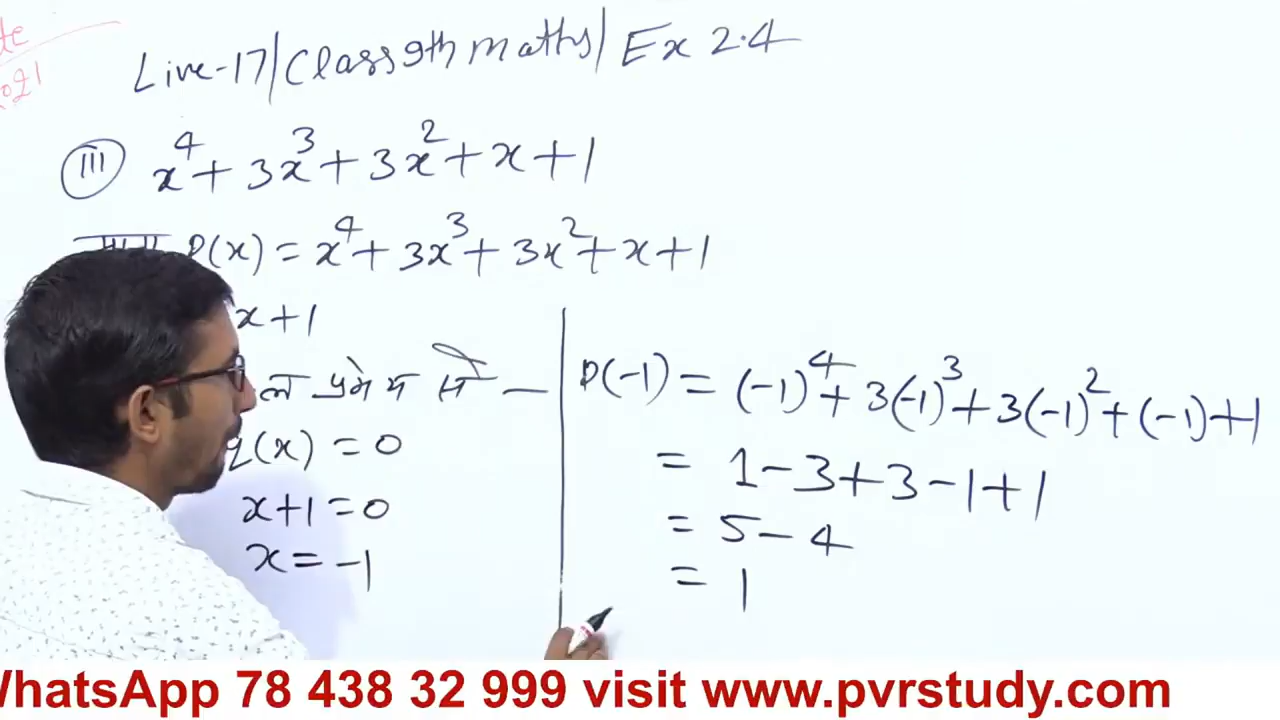 Live-17/Class 9th maths/ Ex 2.4
2021
(III) x⁴ + 3x³ + 3x² + x + 1
P(x) = x⁴ + 3x³ + 3x² + x + 1
x + 1
q(x) = 0
x+1 = 0
x = -1
P(-1) = (-1)⁴ + 3(-1)³ + 3(-1)² + (-1) + 1
= 1 - 3 + 3 - 1 + 1
= 5 - 4
= 1
WhatsApp 78 438 32 999 visit www.pvrstudy.com